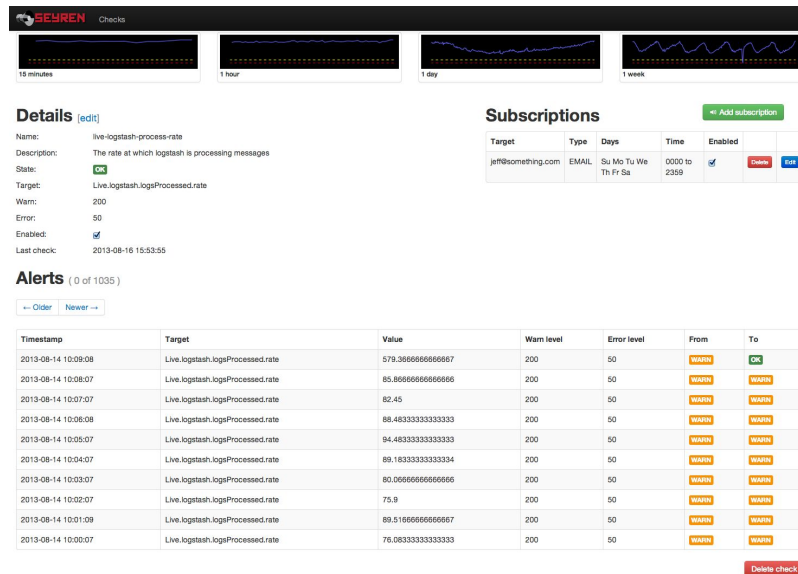 SEYREN Checks
15 minutes 1 hour 1 day 1 week
Details [edit]
Name: live-logstash-process-rate
Description: The rate at which logstash is processing messages
State: OK
Target: Live.logstash.logsProcessed.rate
Warn: 200
Error: 50
Enabled:
Last check: 2013-08-16 15:53:55
Subscriptions
Add subscription
Target Type Days Time Enabled
jeff@something.com EMAIL Su Mo Tu We Th Fr Sa 0000 to 2359 Delete Edit
Alerts ( 0 of 1035 )
← Older Newer →
Timestamp Target Value Warn level Error level From To
2013-08-14 10:09:08 Live.logstash.logsProcessed.rate 579.3666666666667 200 50 WARN OK
2013-08-14 10:08:07 Live.logstash.logsProcessed.rate 85.86666666666666 200 50 WARN WARN
2013-08-14 10:07:07 Live.logstash.logsProcessed.rate 82.45 200 50 WARN WARN
2013-08-14 10:06:08 Live.logstash.logsProcessed.rate 88.48333333333333 200 50 WARN WARN
2013-08-14 10:05:07 Live.logstash.logsProcessed.rate 94.48333333333333 200 50 WARN WARN
2013-08-14 10:04:07 Live.logstash.logsProcessed.rate 89.18333333333334 200 50 WARN WARN
2013-08-14 10:03:07 Live.logstash.logsProcessed.rate 80.06666666666666 200 50 WARN WARN
2013-08-14 10:02:07 Live.logstash.logsProcessed.rate 75.9 200 50 WARN WARN
2013-08-14 10:01:09 Live.logstash.logsProcessed.rate 89.51666666666667 200 50 WARN WARN
2013-08-14 10:00:07 Live.logstash.logsProcessed.rate 76.08333333333333 200 50 WARN WARN
Delete check